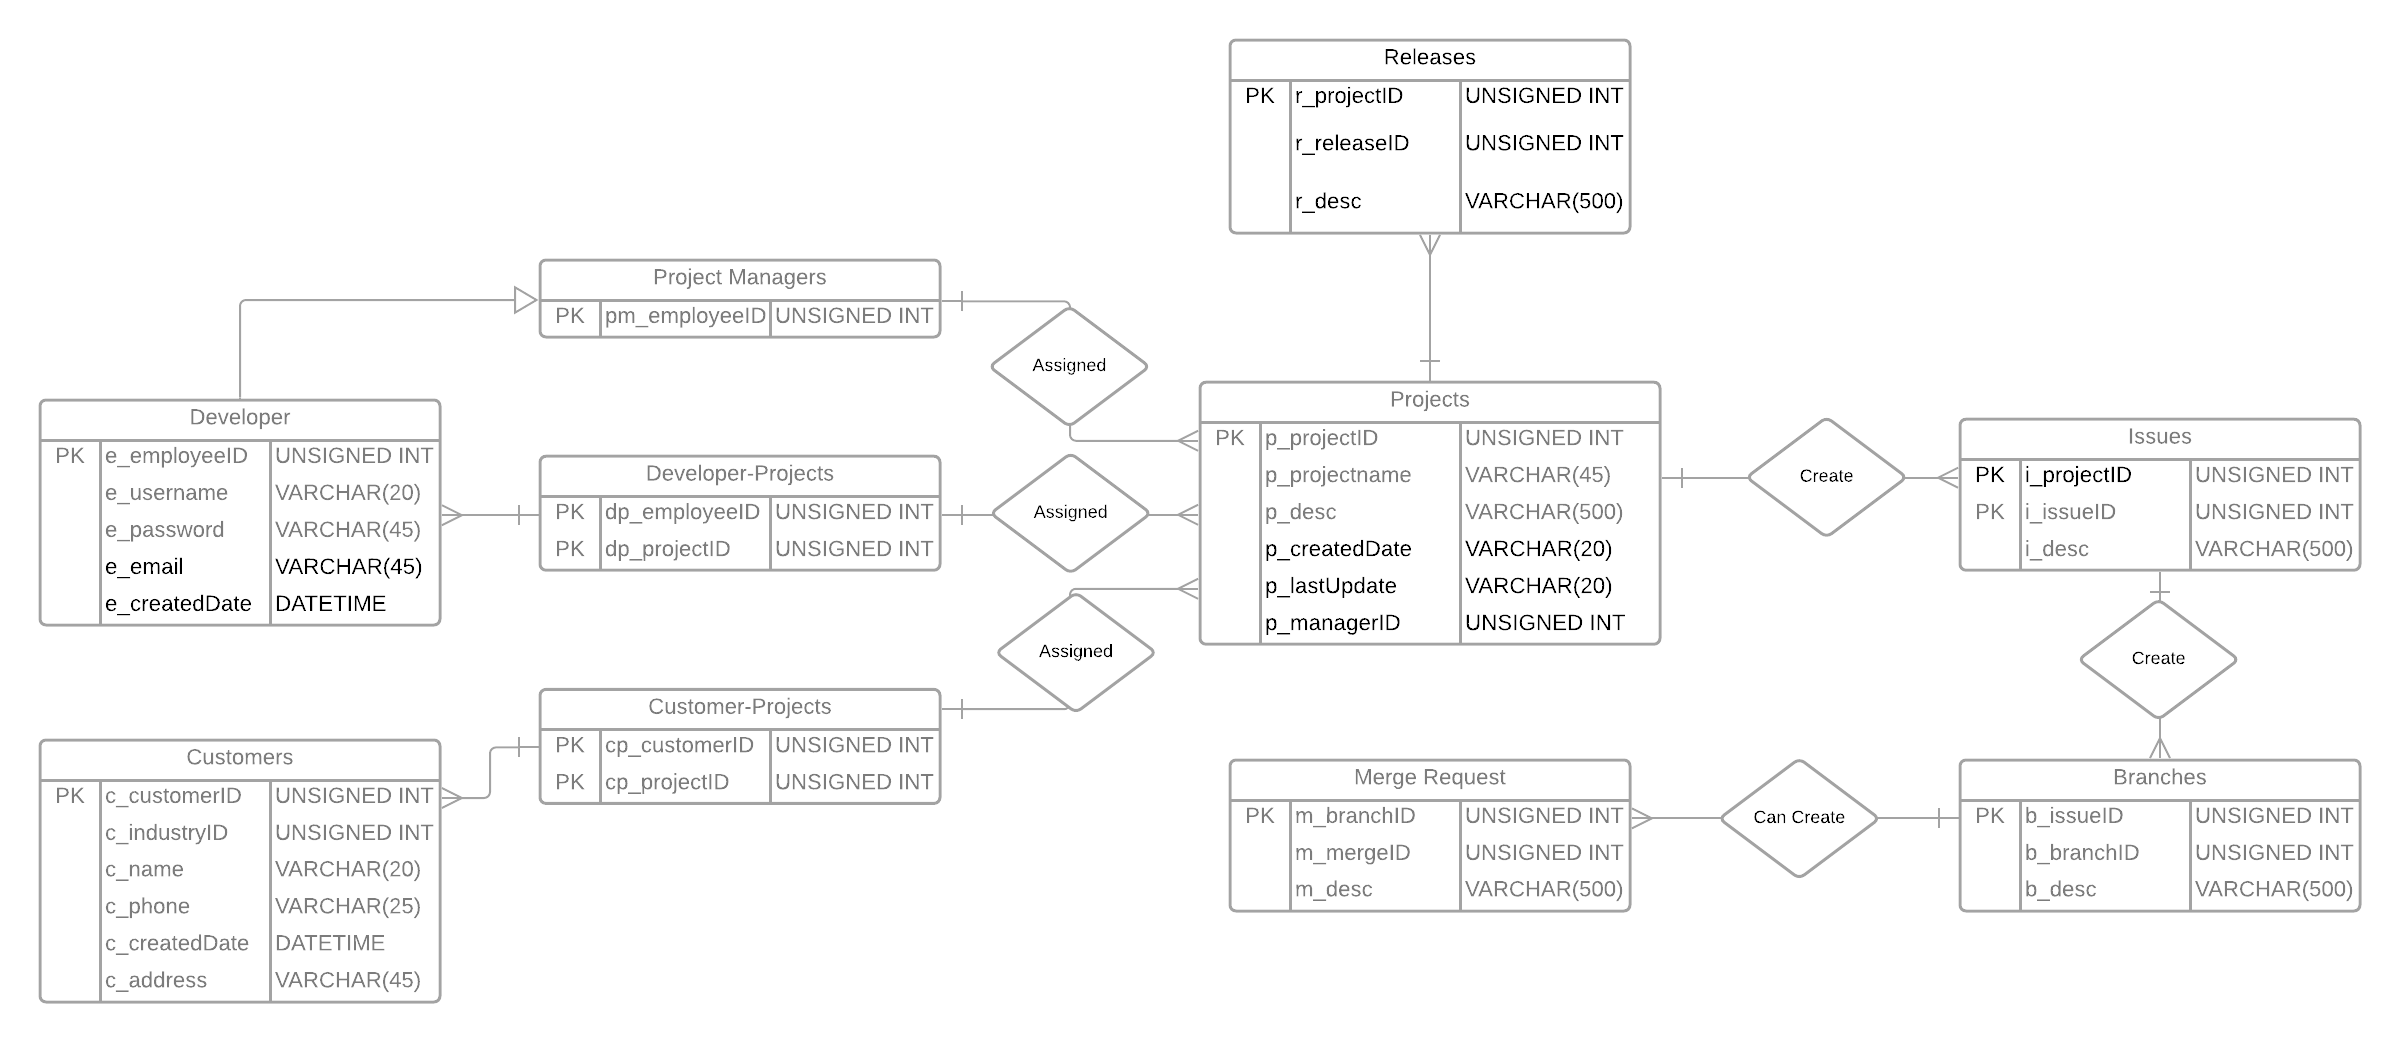 Releases
PK r_projectID UNSIGNED INT
r_releaseID UNSIGNED INT
r_desc VARCHAR(500)
Project Managers
PK pm_employeeID UNSIGNED INT
Assigned
Developer
PK e_employeeID UNSIGNED INT
e_username VARCHAR(20)
e_password VARCHAR(45)
e_email VARCHAR(45)
e_createdDate DATETIME
Developer-Projects
PK dp_employeeID UNSIGNED INT
PK dp_projectID UNSIGNED INT
Assigned
Projects
PK p_projectID UNSIGNED INT
p_projectname VARCHAR(45)
p_desc VARCHAR(500)
p_createdDate VARCHAR(20)
p_lastUpdate VARCHAR(20)
p_managerID UNSIGNED INT
Create
Issues
PK i_projectID UNSIGNED INT
PK i_issueID UNSIGNED INT
i_desc VARCHAR(500)
Assigned
Create
Customer-Projects
PK cp_customerID UNSIGNED INT
PK cp_projectID UNSIGNED INT
Customers
PK c_customerID UNSIGNED INT
c_industryID UNSIGNED INT
c_name VARCHAR(20)
c_phone VARCHAR(25)
c_createdDate DATETIME
c_address VARCHAR(45)
Merge Request
PK m_branchID UNSIGNED INT
m_mergeID UNSIGNED INT
m_desc VARCHAR(500)
Can Create
Branches
PK b_issueID UNSIGNED INT
b_branchID UNSIGNED INT
b_desc VARCHAR(500)